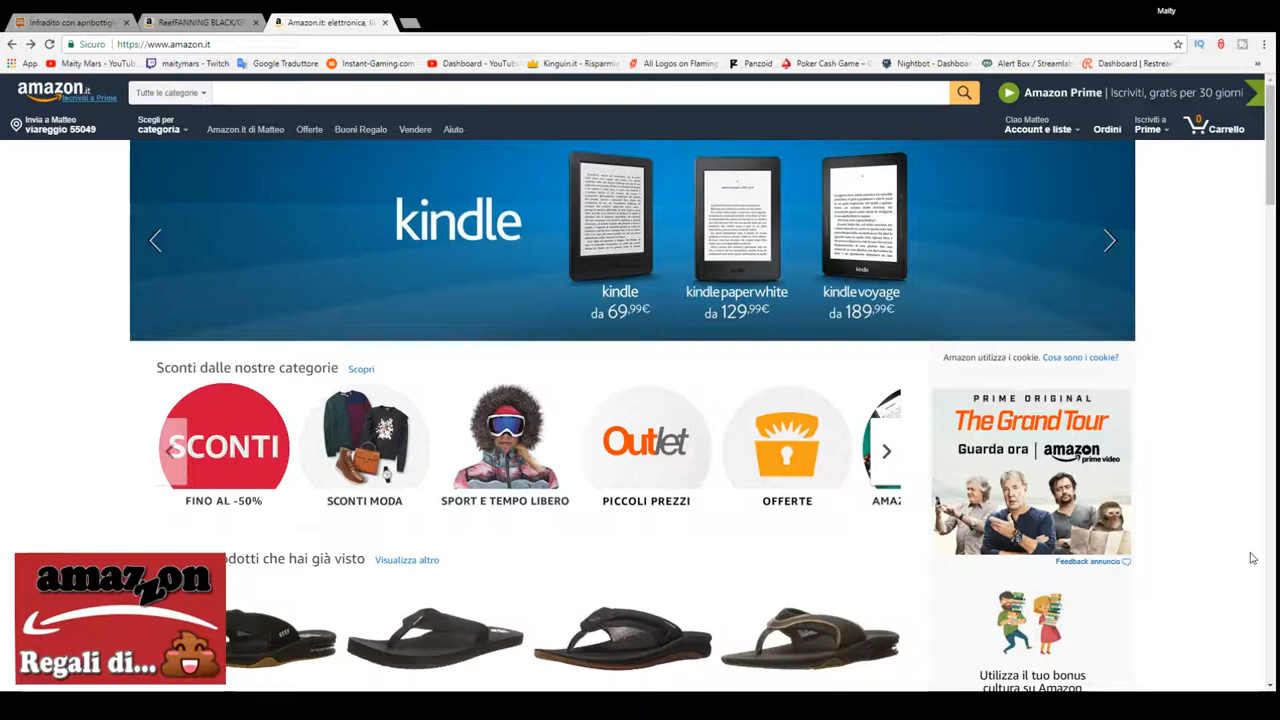 Maity
Infradito con apribottigli
ReefFANNING BLACK/G
Amazon.it: elettronica, li
Sicuro
https://www.amazon.it
App
Maity Mars - YouTub
maitymars - Twitch
Google Traduttore
Instant-Gaming.com
Dashboard - YouTub
Kinguin.it - Risparmia
All Logos on Flaming
Panzoid
Poker Cash Game – C
Nightbot - Dashboa
Alert Box / Streamlab
Dashboard | Restrea
amazon.it
Iscriviti a Prime
Tutte le categorie
Amazon Prime | Iscriviti, gratis per 30 giorni
Invia a Matteo
viareggio 55049
Scegli per
categoria
Amazon.it di Matteo
Offerte
Buoni Regalo
Vendere
Aiuto
Ciao Matteo
Account e liste
Ordini
Iscriviti a
Prime
0
Carrello
kindle
kindle
da 69,99€
kindle paperwhite
da 129,99€
kindle voyage
da 189,99€
Sconti dalle nostre categorie
Scopri
SCONTI
FINO AL -50%
SCONTI MODA
SPORT E TEMPO LIBERO
Outlet
PICCOLI PREZZI
OFFERTE
AMAZ
Amazon utilizza i cookie. Cosa sono i cookie?
PRIME ORIGINAL
The Grand Tour
Guarda ora | amazon
prime video
Feedback annuncio
odotti che hai già visto
Visualizza altro
REEF
amazzon
Regali di...
Utilizza il tuo bonus
cultura su Amazon